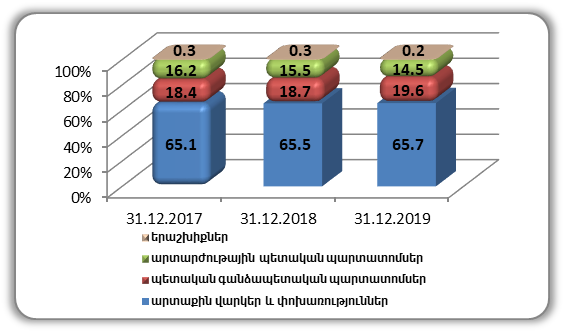 0.3 0.3 0.2
100% 16.2 15.5 14.5
80% 18.4 18.7 19.6
60%
40% 65.1 65.5 65.7
20%
0%
31.12.2017 31.12.2018 31.12.2019
երաշխիքներ
արտարժութային պետական պարտատոմսեր
պետական գանձապետական պարտատոմսեր
արտաքին վարկեր և փոխառություններ